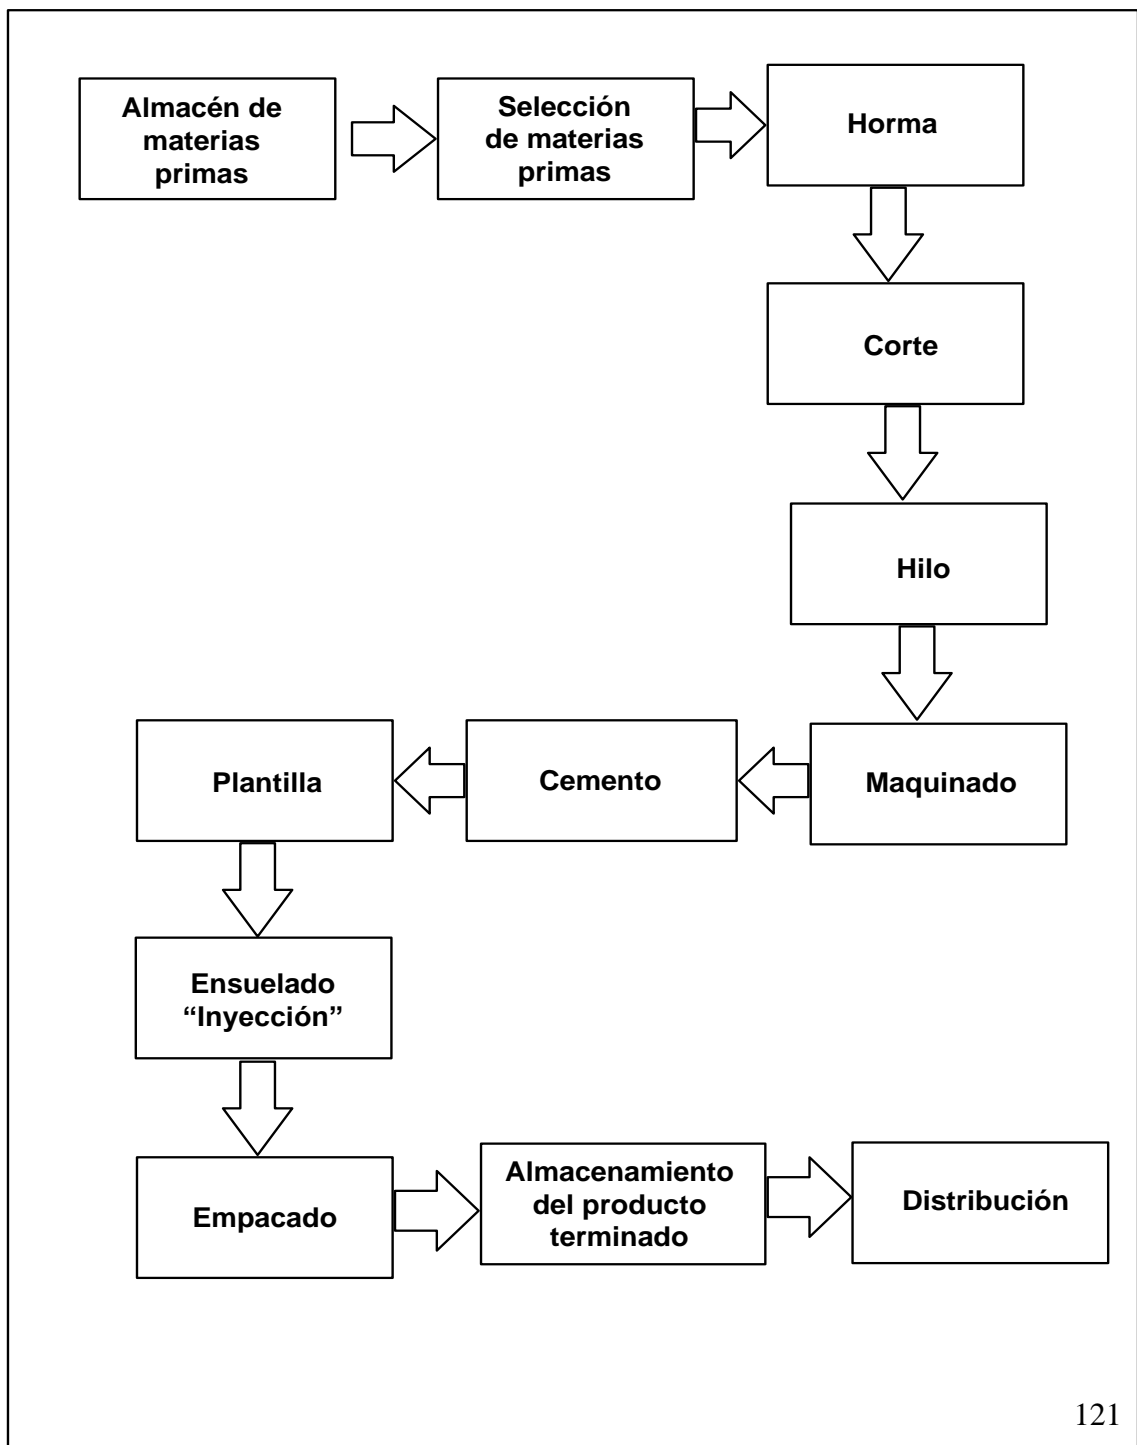 Almacén de
materias
primas
Selección
de materias
primas
Horma
Corte
Hilo
Maquinado
Cemento
Plantilla
Ensuelado
“Inyección”
Empacado
Almacenamiento
del producto
terminado
Distribución
121